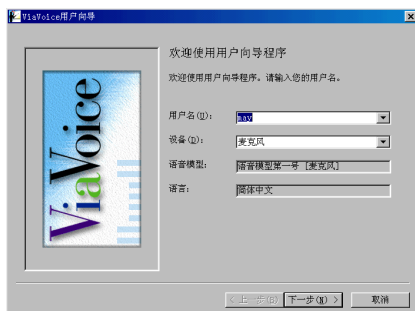 ViaVoice用户向导
欢迎使用用户向导程序
欢迎使用用户向导程序。请输入您的用户名。
用户名(U): may
设备(D): 麦克风
语音模型: 语音模型第一号 [麦克风]
语言: 简体中文
ViaVoice
< 上一步(B) 下一步(N) > 取消